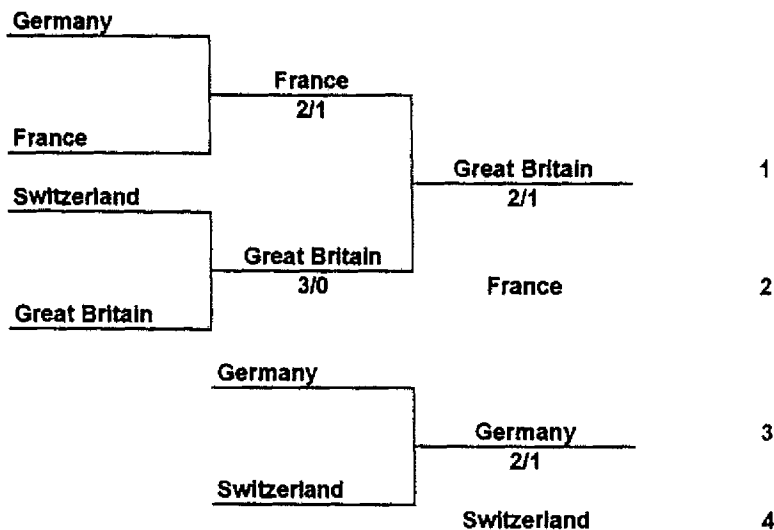 Germany
France
2/1
France
Great Britain 1
2/1
Switzerland
Great Britain
3/0
France 2
Great Britain
Germany
Germany 3
2/1
Switzerland
Switzerland 4